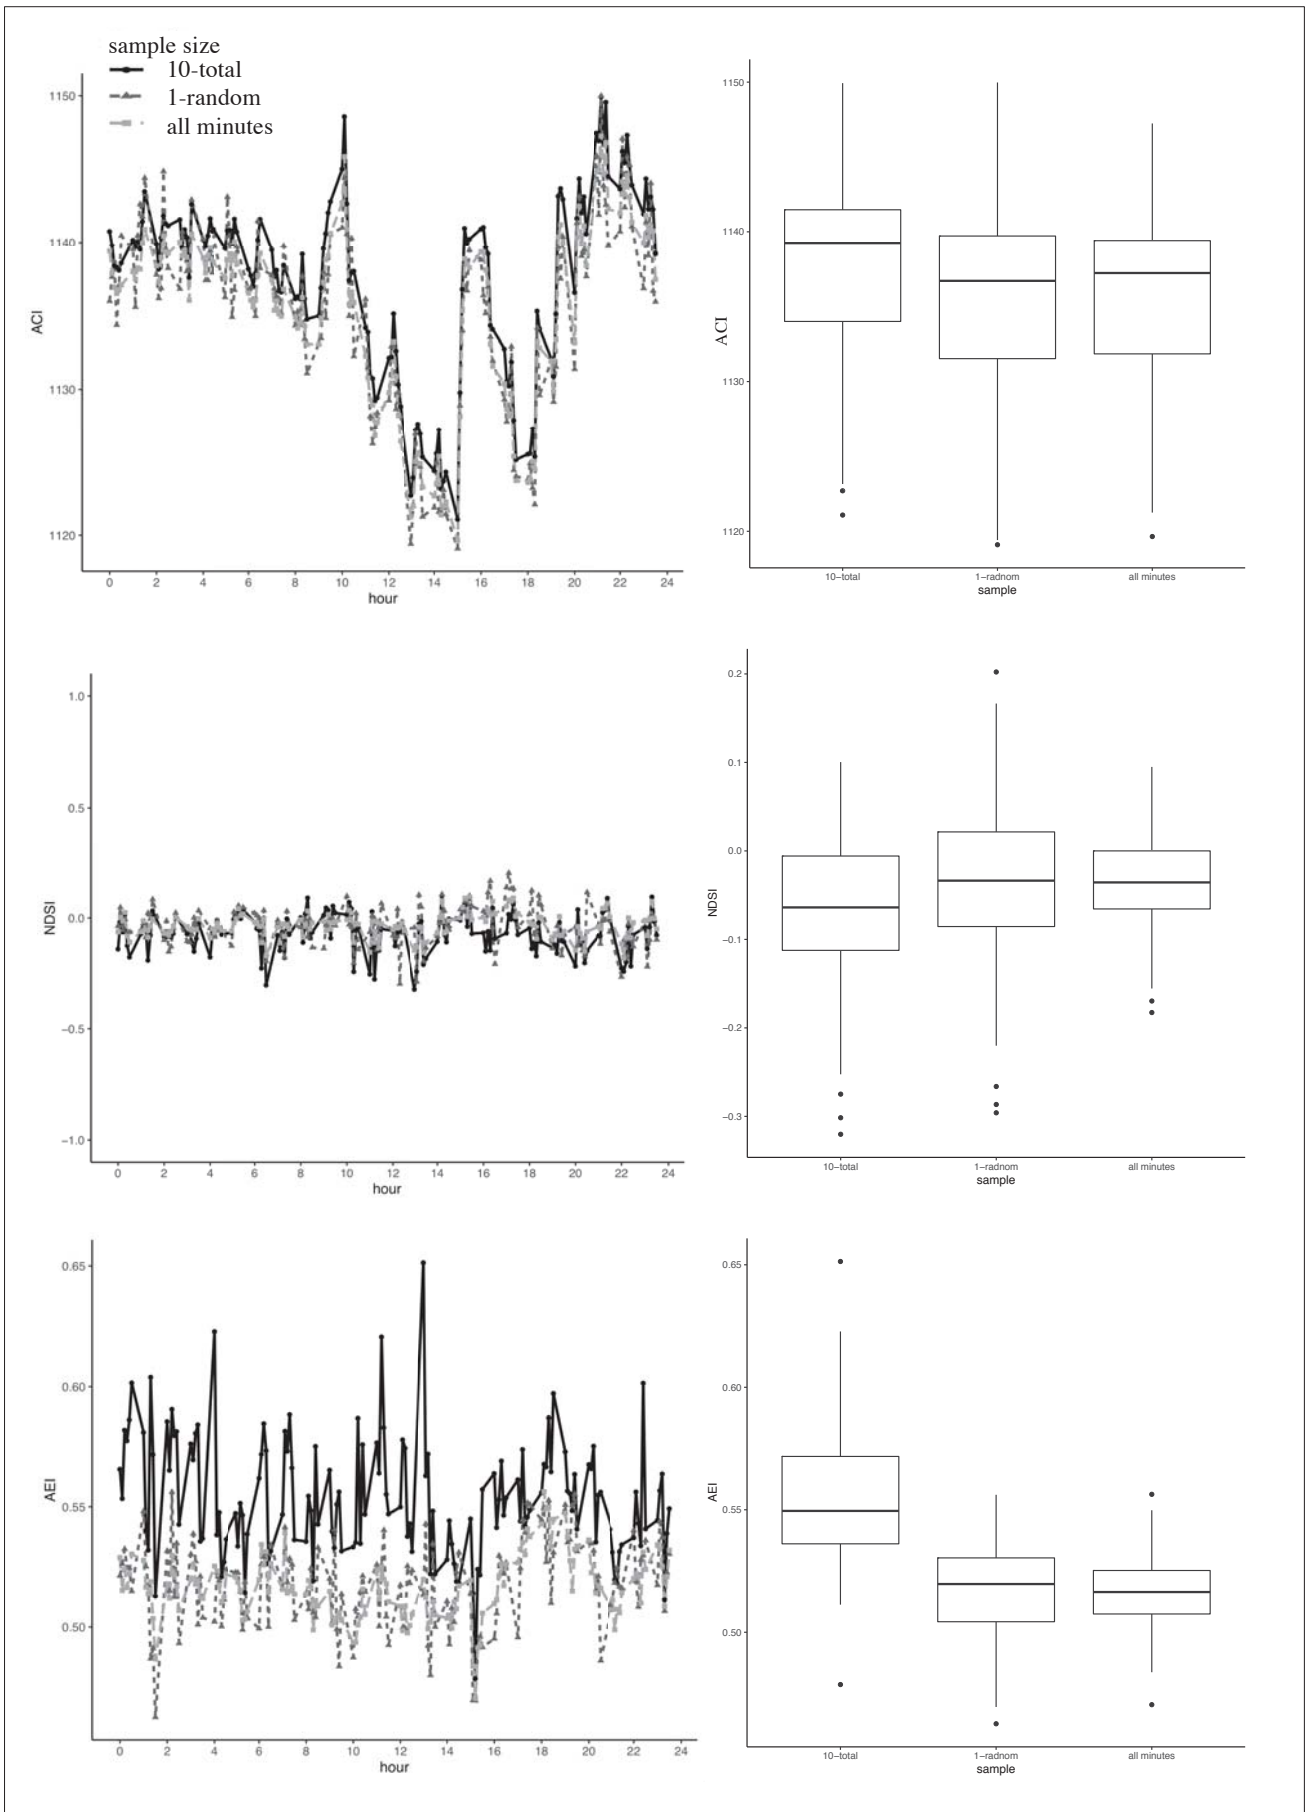 sample size
10-total
1-random
all minutes
ACI
1150
1140
1130
1120
0 2 4 6 8 10 12 14 16 18 20 22 24
hour
ACI
1150
1140
1130
1120
10−total 1−radnom all minutes
sample
NDSI
1.0
0.5
0.0
−0.5
−1.0
0 2 4 6 8 10 12 14 16 18 20 22 24
hour
NDSI
0.2
0.1
0.0
−0.1
−0.2
−0.3
10−total 1−radnom all minutes
sample
AEI
0.65
0.60
0.55
0.50
0 2 4 6 8 10 12 14 16 18 20 22 24
hour
AEI
0.65
0.60
0.55
0.50
10−total 1−radnom all minutes
sample